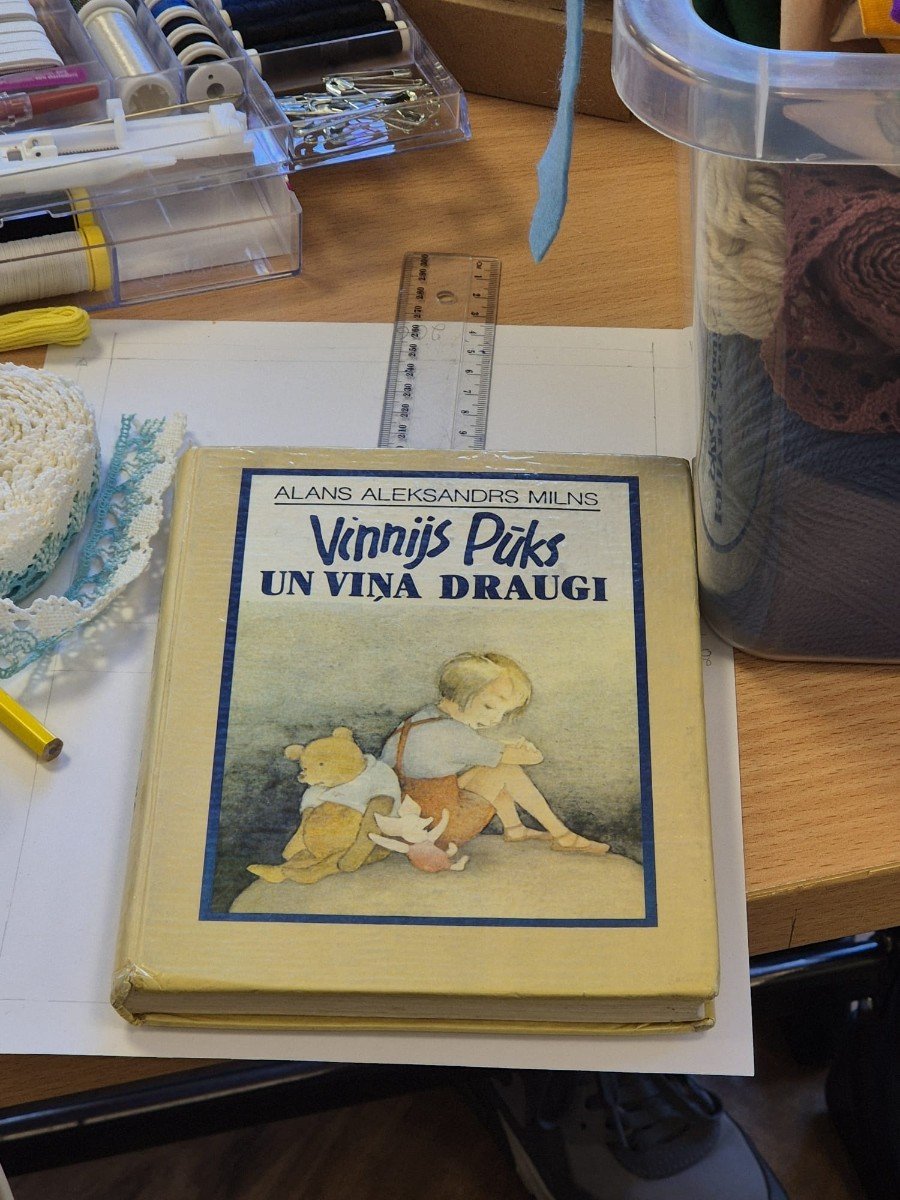 ALANS ALEKSANDRS MILNS
Vinnijs Pūks
UN VIŅA DRAUGI